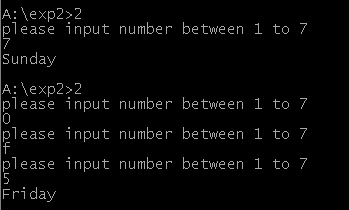 A:\exp2>2
please input number between 1 to 7
7
Sunday
A:\exp2>2
please input number between 1 to 7
0
please input number between 1 to 7
f
please input number between 1 to 7
5
Friday